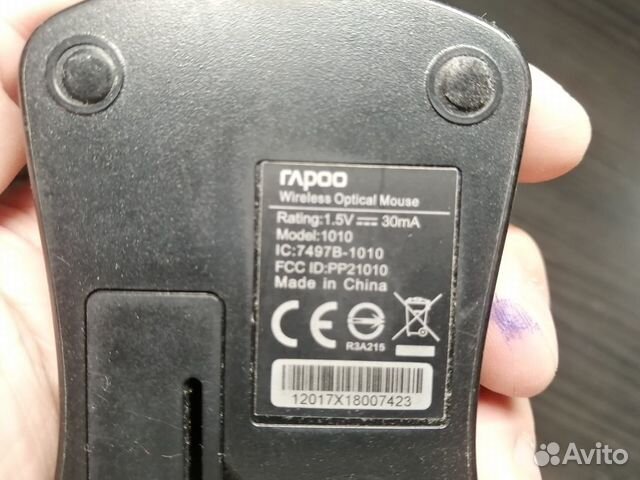 rapoo
Wireless Optical Mouse
Rating:1.5V ⎓ 30mA
Model:1010
IC:7497B-1010
FCC ID:PP21010
Made in China
CE
R3A215
12017X18007423
Avito